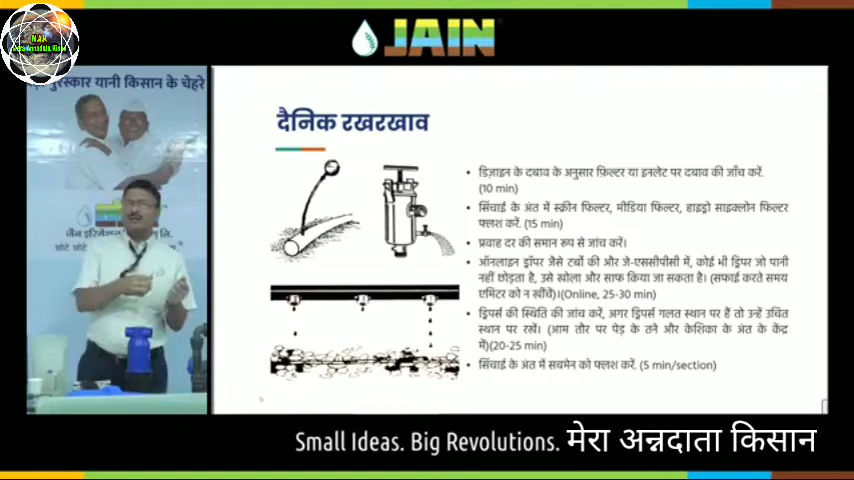 JAIN
पुरस्कार यानी किसान के चेहरे
दैनिक रखरखाव
• डिज़ाइन के दबाव के अनुसार फ़िल्टर या इनलेट पर दबाव की जाँच करें.
(10 min)
• सिंचाई के अंत में स्क्रीन फिल्टर, मीडिया फिल्टर, हाइड्रो साइक्लोन फिल्टर
फ्लश करें. (15 min)
• प्रवाह दर की समान रूप से जांच करें।
• ऑनलाइन ड्रॉपर जैसे टर्बो की और जे-एससीपीसी में, कोई भी ड्रिपर जो पानी
नहीं छोड़ता है, उसे खोला और साफ किया जा सकता है। (सफाई करते समय
एमिटर को न खींचें)।(Online, 25-30 min)
• ड्रिपर्स की स्थिति की जांच करें, अगर ड्रिपर्स गलत स्थान पर हैं तो उन्हें उचित
स्थान पर रखें। (आम तौर पर पेड़ के तने और केशिका के अंत के केंद्र
में)(20-25 min)
• सिंचाई के अंत में सबमेन को फ्लश करें. (5 min/section)
Small Ideas. Big Revolutions. मेरा अन्नदाता किसान